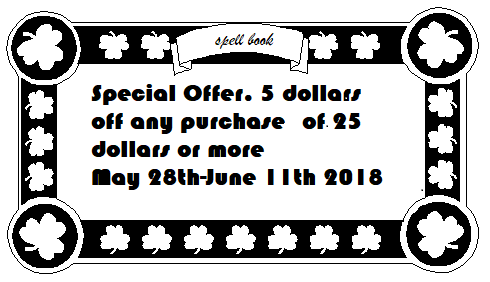 spell book
Special Offer. 5 dollars
off any purchase of 25
dollars or more
May 28th-June 11th 2018